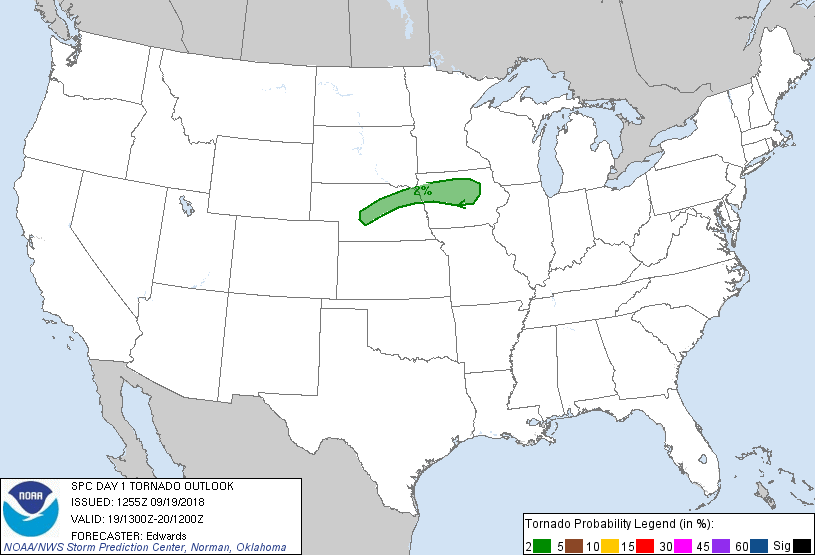 2%
SPC DAY 1 TORNADO OUTLOOK
ISSUED: 1255Z 09/19/2018
VALID: 19/1300Z-20/1200Z
FORECASTER: Edwards
NOAA/NWS Storm Prediction Center, Norman, Oklahoma
NOAA
Tornado Probability Legend (in %):
2 5 10 15 30 45 60 Sig